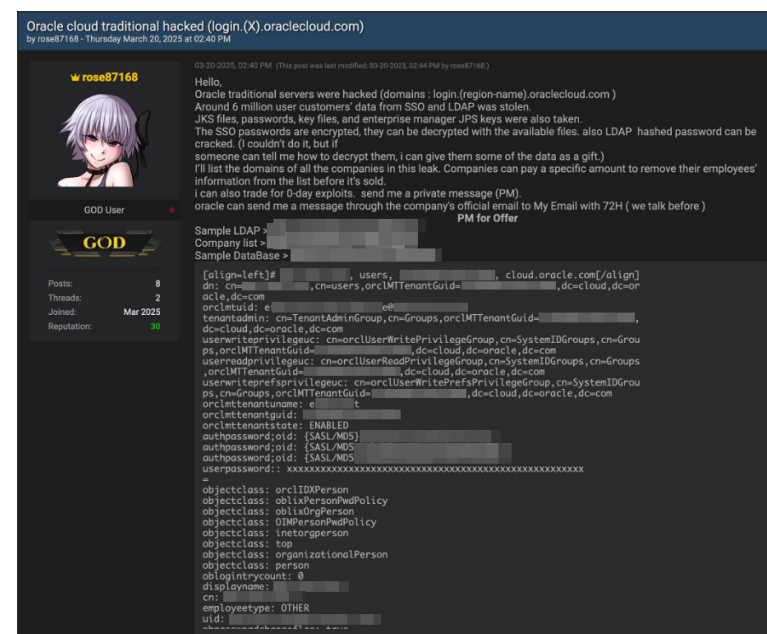 Oracle cloud traditional hacked (login.(X).oraclecloud.com)
by rose87168 - Thursday March 20, 2025 at 02:40 PM
rose87168
GOD User
GOD
Posts: 8
Threads: 2
Joined: Mar 2025
Reputation: 30
03-20-2025, 02:40 PM (This post was last modified: 03-20-2025, 02:44 PM by rose87168.)
Hello,
Oracle traditional servers were hacked (domains : login.(region-name).oraclecloud.com )
Around 6 million user customers' data from SSO and LDAP was stolen.
JKS files, passwords, key files, and enterprise manager JPS keys were also taken.
The SSO passwords are encrypted, they can be decrypted with the available files. also LDAP hashed password can be
cracked. (I couldn't do it, but if
someone can tell me how to decrypt them, i can give them some of the data as a gift.)
I'll list the domains of all the companies in this leak. Companies can pay a specific amount to remove their employees'
information from the list before it's sold.
i can also trade for 0-day exploits. send me a private message (PM).
oracle can send me a message through the company's official email to My Email with 72H ( we talk before )
PM for Offer
Sample LDAP >
Company list >
Sample DataBase >
[align=left]# , users, , cloud.oracle.com[/align]
dn: cn= ,cn=users,orclMTTenantGuid= ,dc=cloud,dc=or
acle,dc=com
orclmtuid: e e@
tenantadmin: cn=TenantAdminGroup,cn=Groups,orclMTTenantGuid= ,
dc=cloud,dc=oracle,dc=com
userwriteprivilegeuc: cn=orclUserWritePrivilegeGroup,cn=SystemIDGroups,cn=Grou
ps,orclMTTenantGuid= ,dc=cloud,dc=oracle,dc=com
userreadprivilegeuc: cn=orclUserReadPrivilegeGroup,cn=SystemIDGroups,cn=Groups
,orclMTTenantGuid= ,dc=cloud,dc=oracle,dc=com
userwriteprefsprivilegeuc: cn=orclUserWritePrefsPrivilegeGroup,cn=SystemIDGrou
ps,cn=Groups,orclMTTenantGuid= ,dc=cloud,dc=oracle,dc=com
orclmttenantuname: e t
orclmttenantguid:
orclmttenantstate: ENABLED
authpassword;oid: {SASL/MD5}
authpassword;oid: {SASL/MD5
authpassword;oid: {SASL/MD5
userpassword:: xxxxxxxxxxxxxxxxxxxxxxxxxxxxxxxxxxxxxxxxxxxxxxxxxxxxx
=
objectclass: orclIDXPerson
objectclass: oblixPersonPwdPolicy
objectclass: oblixOrgPerson
objectclass: OIMPersonPwdPolicy
objectclass: inetorgperson
objectclass: top
objectclass: organizationalPerson
objectclass: person
oblogintrycount: 0
displayname:
cn:
employeetype: OTHER
uid: